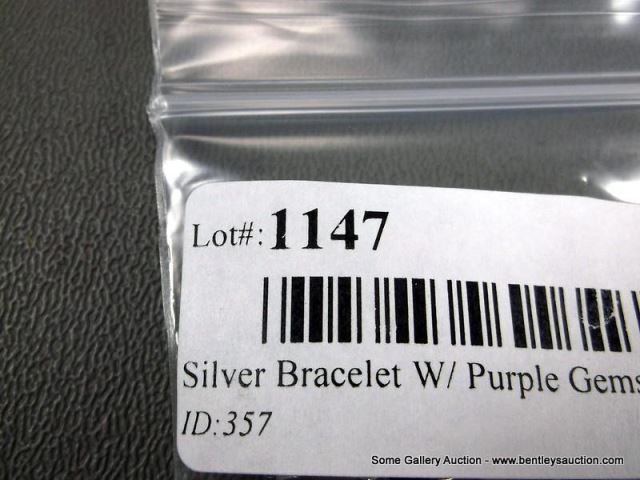 Lot#: 1147
Silver Bracelet W/ Purple Gems
ID:357
Some Gallery Auction - www.bentleysauction.com